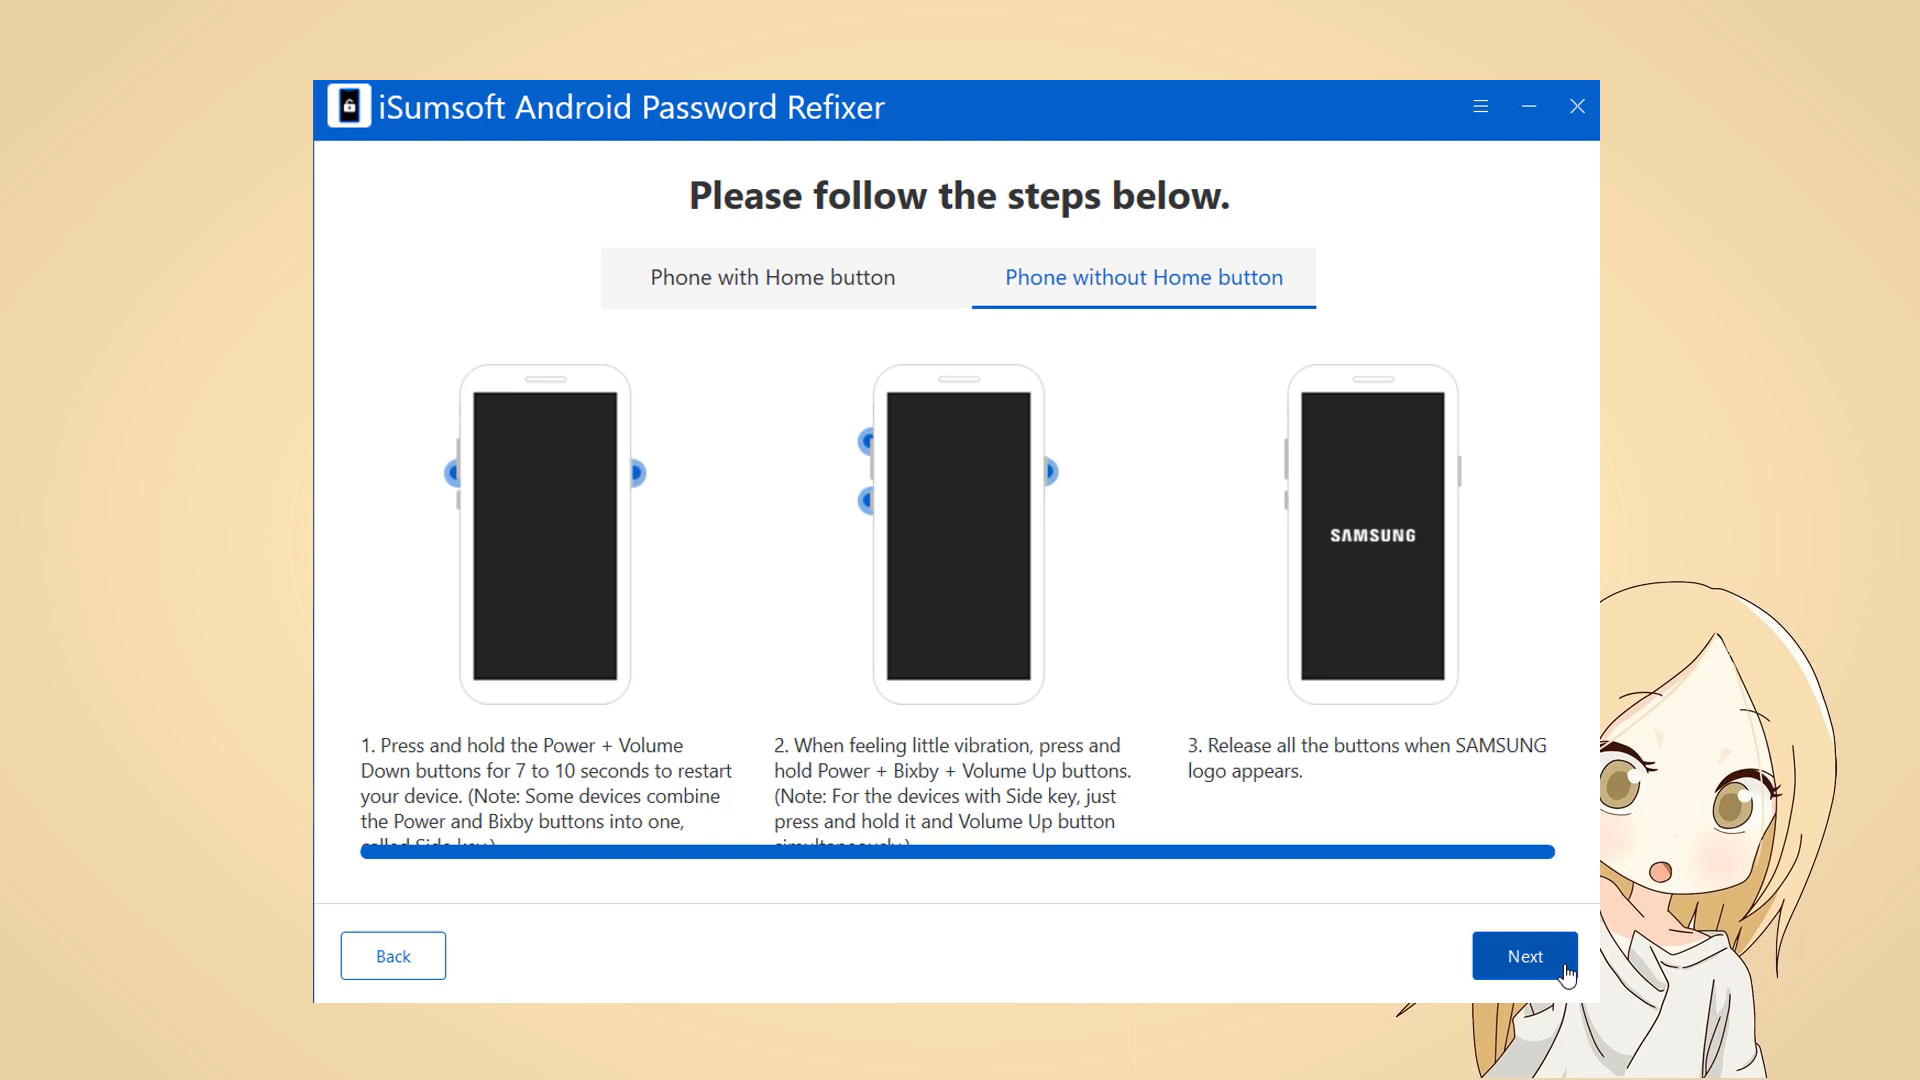 iSumsoft Android Password Refixer
Please follow the steps below.
Phone with Home button
Phone without Home button
SAMSUNG
1. Press and hold the Power + Volume
Down buttons for 7 to 10 seconds to restart
your device. (Note: Some devices combine
the Power and Bixby buttons into one,
called Side key.)
2. When feeling little vibration, press and
hold Power + Bixby + Volume Up buttons.
(Note: For the devices with Side key, just
press and hold it and Volume Up button
simultaneously.)
3. Release all the buttons when SAMSUNG
logo appears.
Back
Next